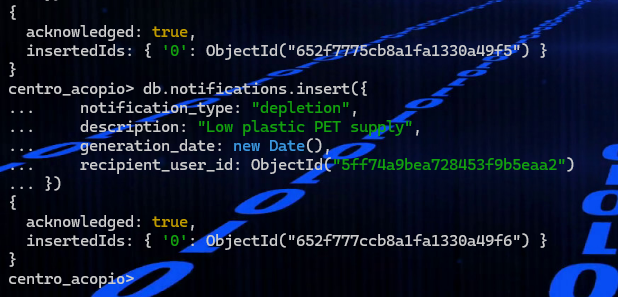 {
  acknowledged: true,
  insertedIds: { '0': ObjectId("652f7775cb8a1fa1330a49f5") }
}
centro_acopio> db.notifications.insert({
...     notification_type: "depletion",
...     description: "Low plastic PET supply",
...     generation_date: new Date(),
...     recipient_user_id: ObjectId("5ff74a9bea728453f9b5eaa2")
... })
{
  acknowledged: true,
  insertedIds: { '0': ObjectId("652f777ccb8a1fa1330a49f6") }
}
centro_acopio>